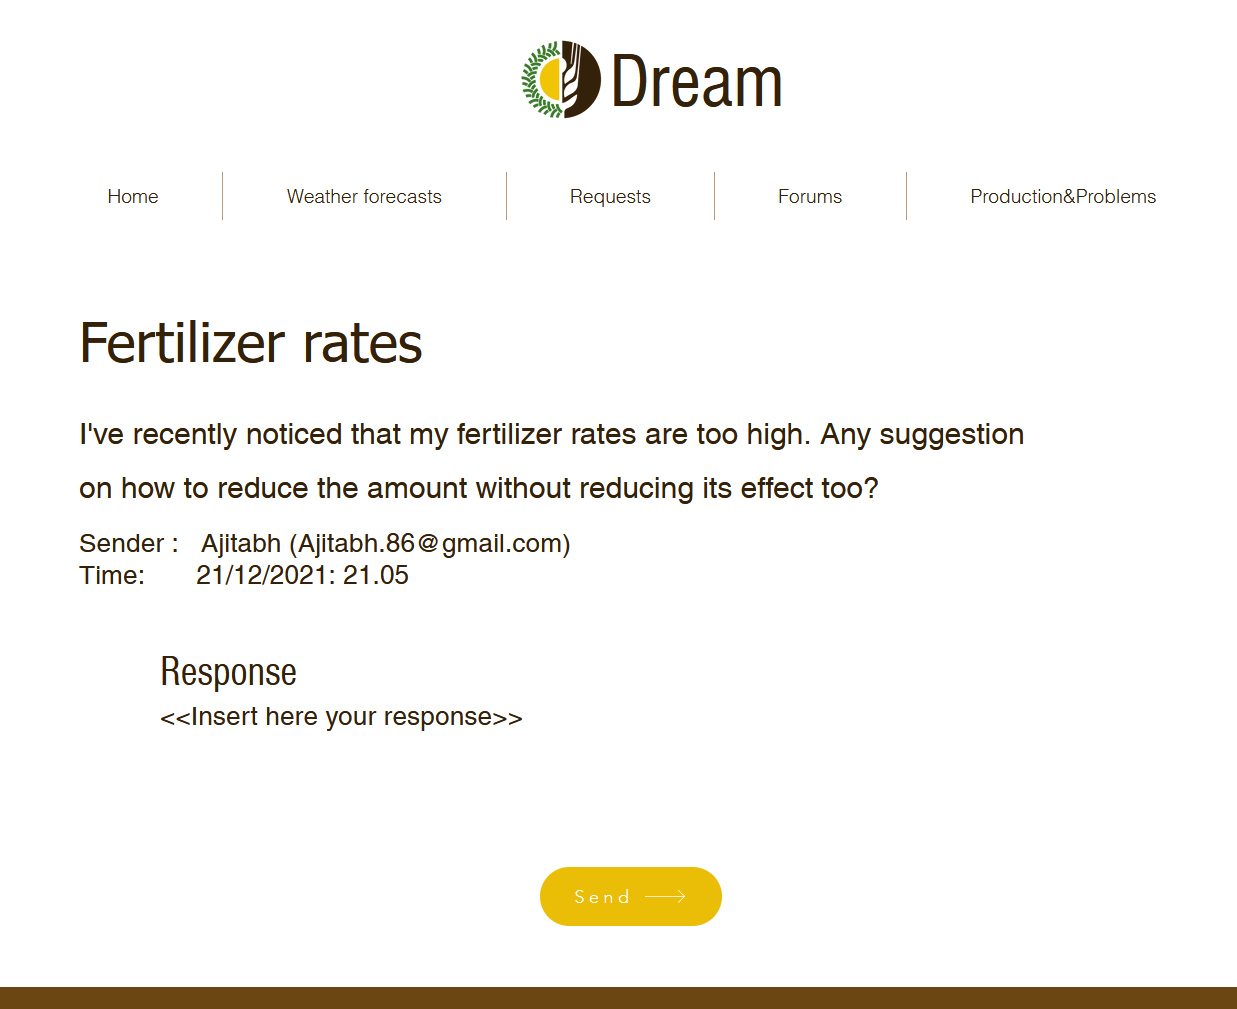 Dream
Home
Weather forecasts
Requests
Forums
Production&Problems
Fertilizer rates
I've recently noticed that my fertilizer rates are too high. Any suggestion
on how to reduce the amount without reducing its effect too?
Sender : Ajitabh (Ajitabh.86@gmail.com)
Time: 21/12/2021: 21.05
Response
<<Insert here your response>>
Send